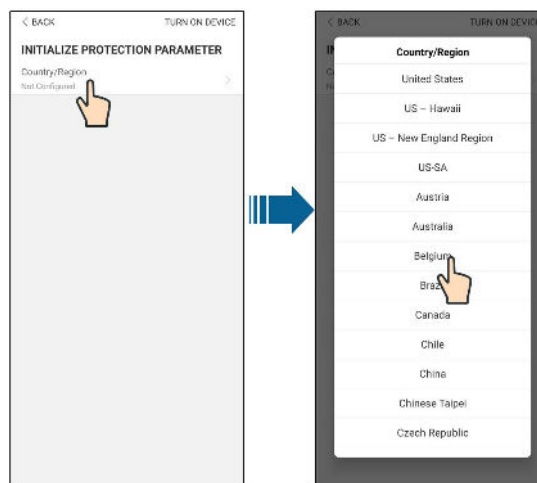 < BACK TURN ON DEVICE
INITIALIZE PROTECTION PARAMETER
Country/Region
Not Configured
< BACK TURN ON DEVICE
Country/Region
United States
US – Hawaii
US – New England Region
US-SA
Austria
Australia
Belgium
Canada
Chile
China
Chinese Taipei
Czech Republic